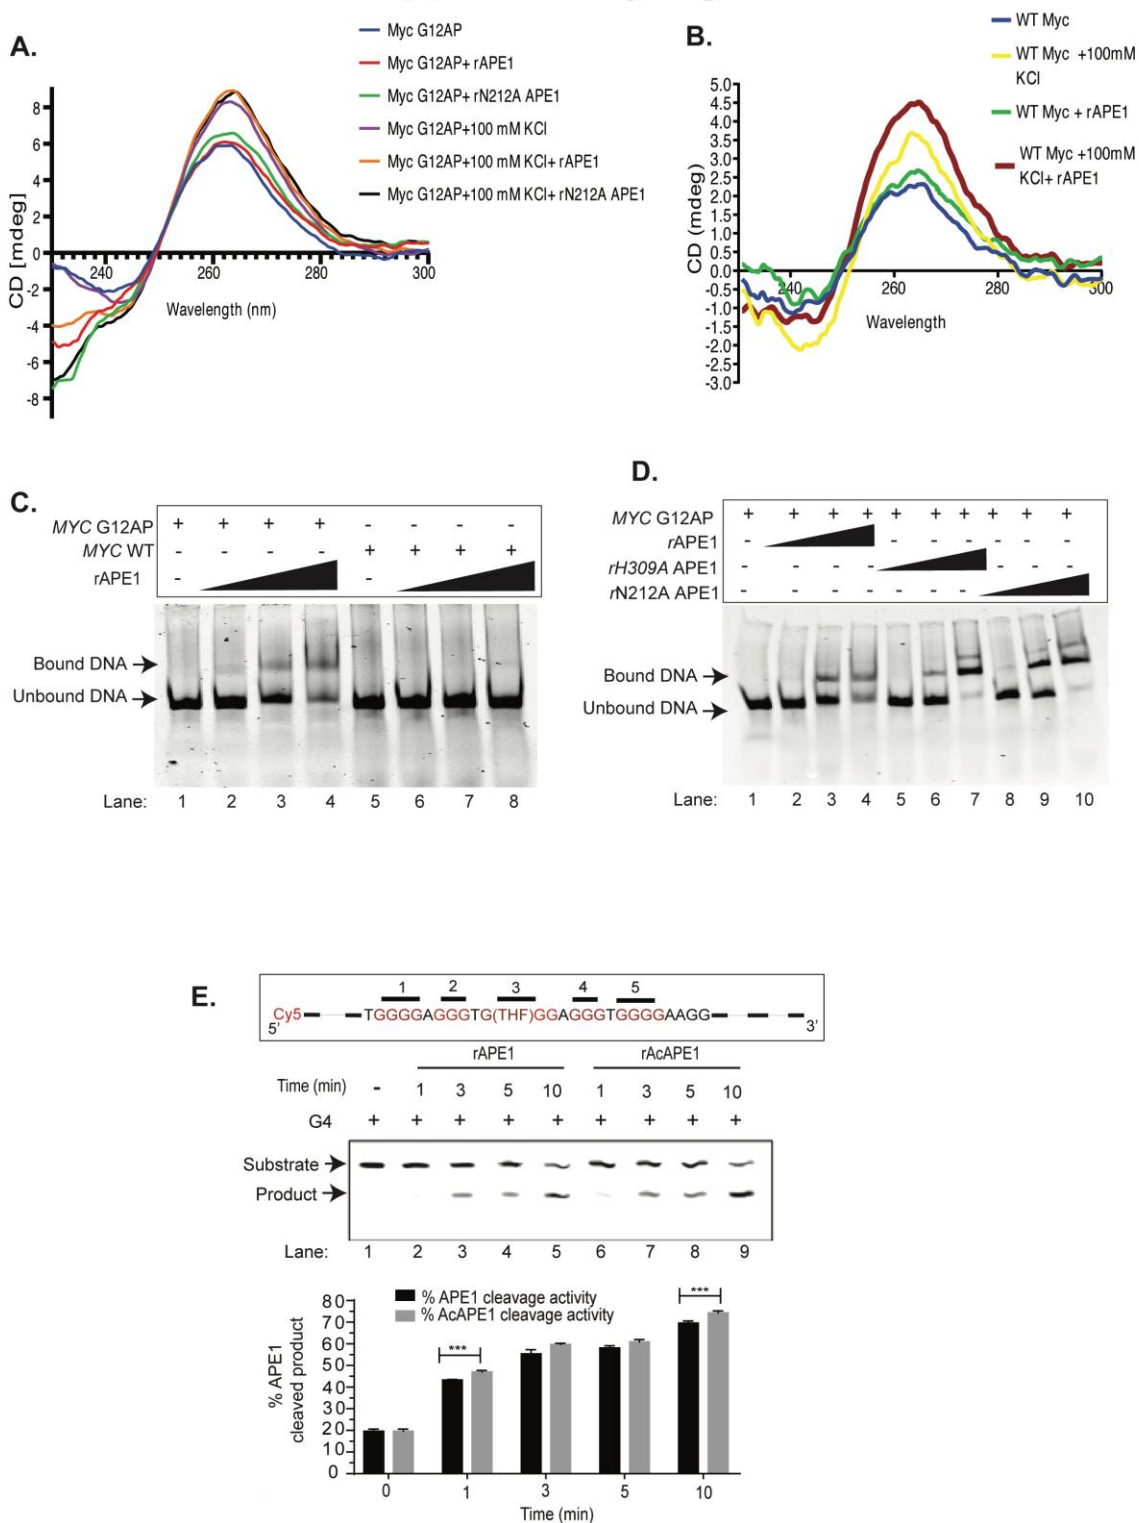 A.
Myc G12AP
Myc G12AP+ rAPE1
Myc G12AP+ rN212A APE1
Myc G12AP+100 mM KCl
Myc G12AP+100 mM KCl+ rAPE1
Myc G12AP+100 mM KCl+ rN212A APE1
CD [mdeg]
8
6
4
2
0
-2
-4
-6
-8
240
260
280
300
Wavelength (nm)
B.
WT Myc
WT Myc +100mM
KCl
WT Myc + rAPE1
WT Myc +100mM
KCl+ rAPE1
CD (mdeg)
5.0
4.5
4.0
3.5
3.0
2.5
2.0
1.5
1.0
0.5
0.0
-0.5
-1.0
-1.5
-2.0
-2.5
-3.0
240
260
280
300
Wavelength
C.
MYC G12AP + + + + - - - -
MYC WT - - - - + + + +
rAPE1 - -
Bound DNA
Unbound DNA
Lane: 1 2 3 4 5 6 7 8
D.
MYC G12AP + + + + + + + + + +
rAPE1 - - - - - - -
rH309A APE1 - - - - - - -
rN212A APE1 - - - - - - -
Bound DNA
Unbound DNA
Lane: 1 2 3 4 5 6 7 8 9 10
E.
1 2 3 4 5
Cy5 TGGGGAGGGTG(THF)GGAGGGTGGGGAAGG
5' 3'
rAPE1 rAcAPE1
Time (min) - 1 3 5 10 1 3 5 10
G4 + + + + + + + + +
Substrate
Product
Lane: 1 2 3 4 5 6 7 8 9
% APE1 cleavage activity
% AcAPE1 cleavage activity
*** ***
% APE1
cleaved product
80
70
60
50
40
30
20
10
0
0 1 3 5 10
Time (min)